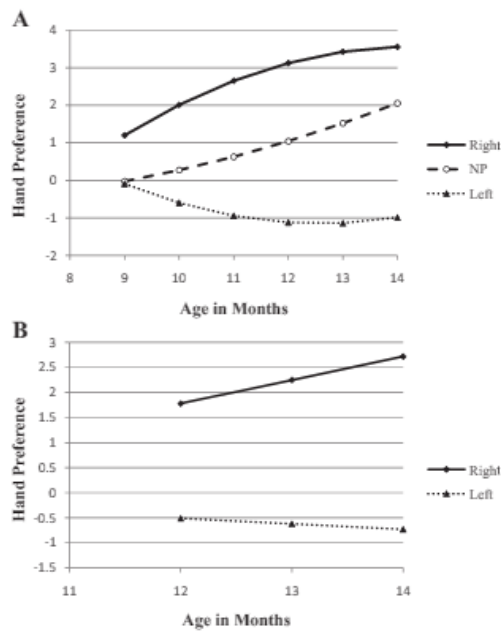 A
4
3
2
1
0
-1
-2
Hand Preference
8 9 10 11 12 13 14
Age in Months
Right
NP
Left
B
3
2.5
2
1.5
1
0.5
0
-0.5
-1
-1.5
Hand Preference
11 12 13 14
Age in Months
Right
Left